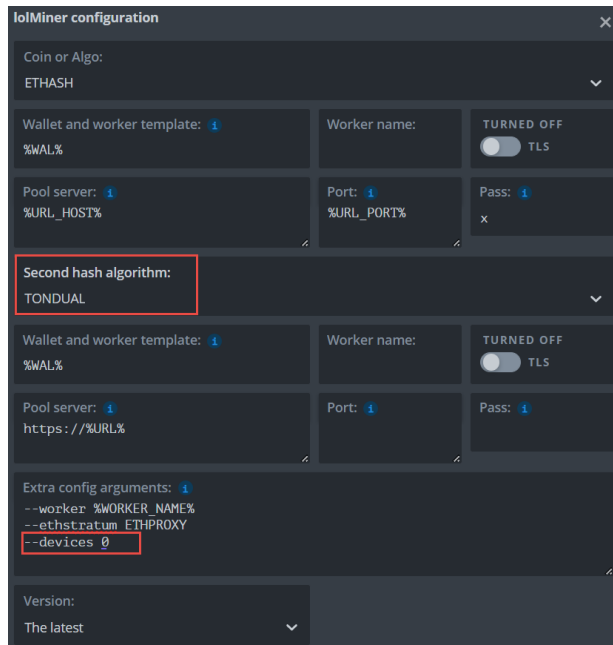 lolMiner configuration
Coin or Algo:
ETHASH
Wallet and worker template:
%WAL%
Worker name:
TURNED OFF
TLS
Pool server:
%URL_HOST%
Port:
%URL_PORT%
Pass:
x
Second hash algorithm:
TONDUAL
Wallet and worker template:
%WAL%
Worker name:
TURNED OFF
TLS
Pool server:
https://%URL%
Port:
Pass:
Extra config arguments:
--worker %WORKER_NAME%
--ethstratum ETHPROXY
--devices 0
Version:
The latest